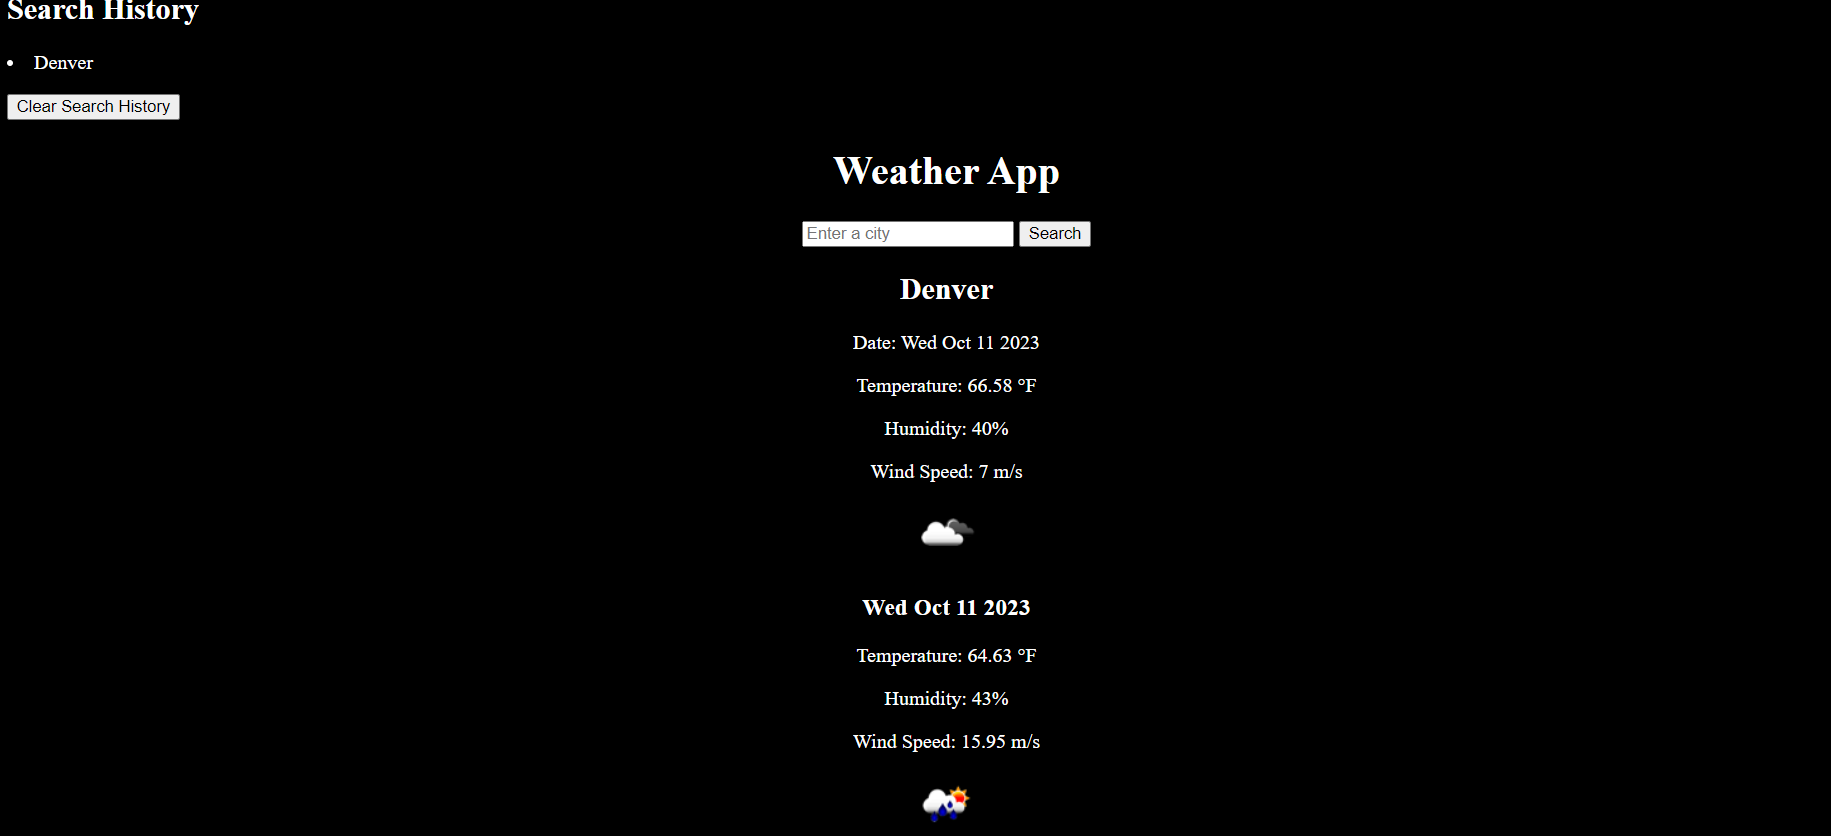 Search History
Denver
Clear Search History
Weather App
Enter a city Search
Denver
Date: Wed Oct 11 2023
Temperature: 66.58 °F
Humidity: 40%
Wind Speed: 7 m/s
Wed Oct 11 2023
Temperature: 64.63 °F
Humidity: 43%
Wind Speed: 15.95 m/s